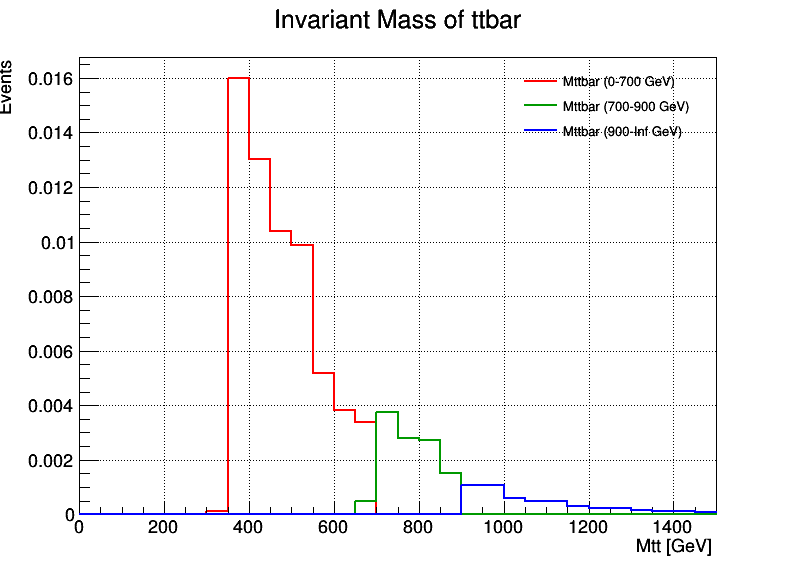 Invariant Mass of ttbar
Events
Mttbar (0-700 GeV)
Mttbar (700-900 GeV)
Mttbar (900-Inf GeV)
0.016
0.014
0.012
0.01
0.008
0.006
0.004
0.002
0
0 200 400 600 800 1000 1200 1400
Mtt [GeV]